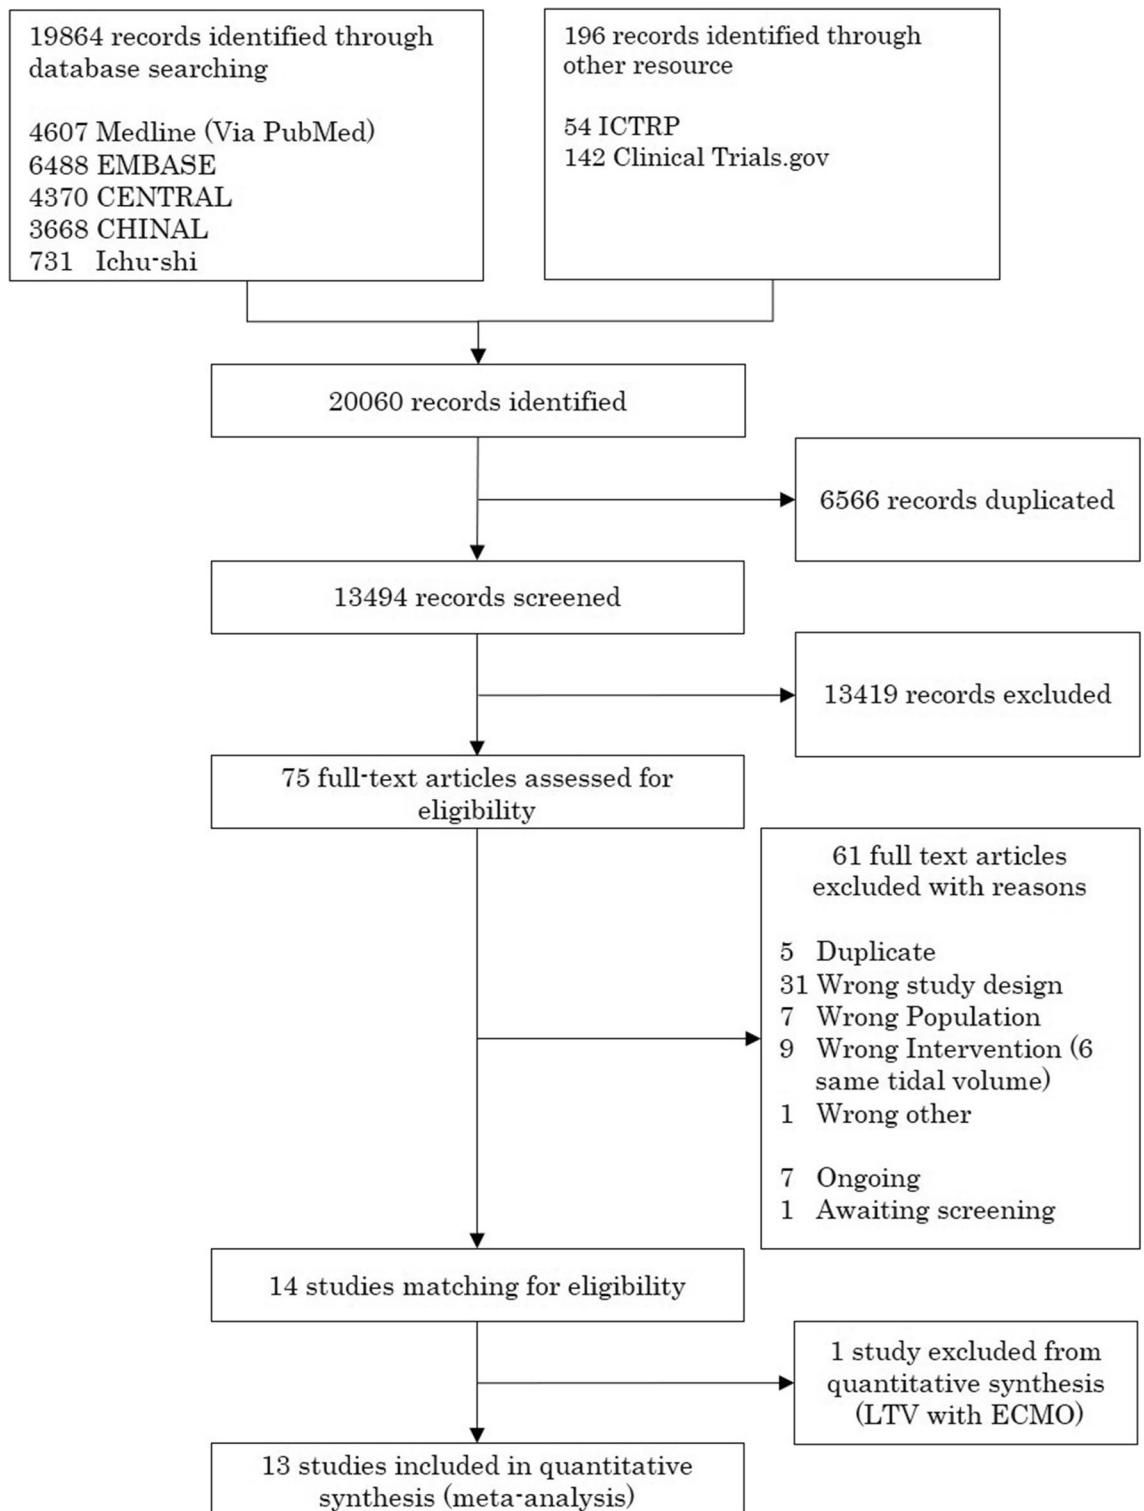 19864 records identified through
database searching
4607 Medline (Via PubMed)
6488 EMBASE
4370 CENTRAL
3668 CHINAL
731 Ichu-shi
196 records identified through
other resource
54 ICTRP
142 Clinical Trials.gov
20060 records identified
6566 records duplicated
13494 records screened
13419 records excluded
75 full-text articles assessed for
eligibility
61 full text articles
excluded with reasons
5 Duplicate
31 Wrong study design
7 Wrong Population
9 Wrong Intervention (6
same tidal volume)
1 Wrong other
7 Ongoing
1 Awaiting screening
14 studies matching for eligibility
1 study excluded from
quantitative synthesis
(LTV with ECMO)
13 studies included in quantitative
synthesis (meta-analysis)